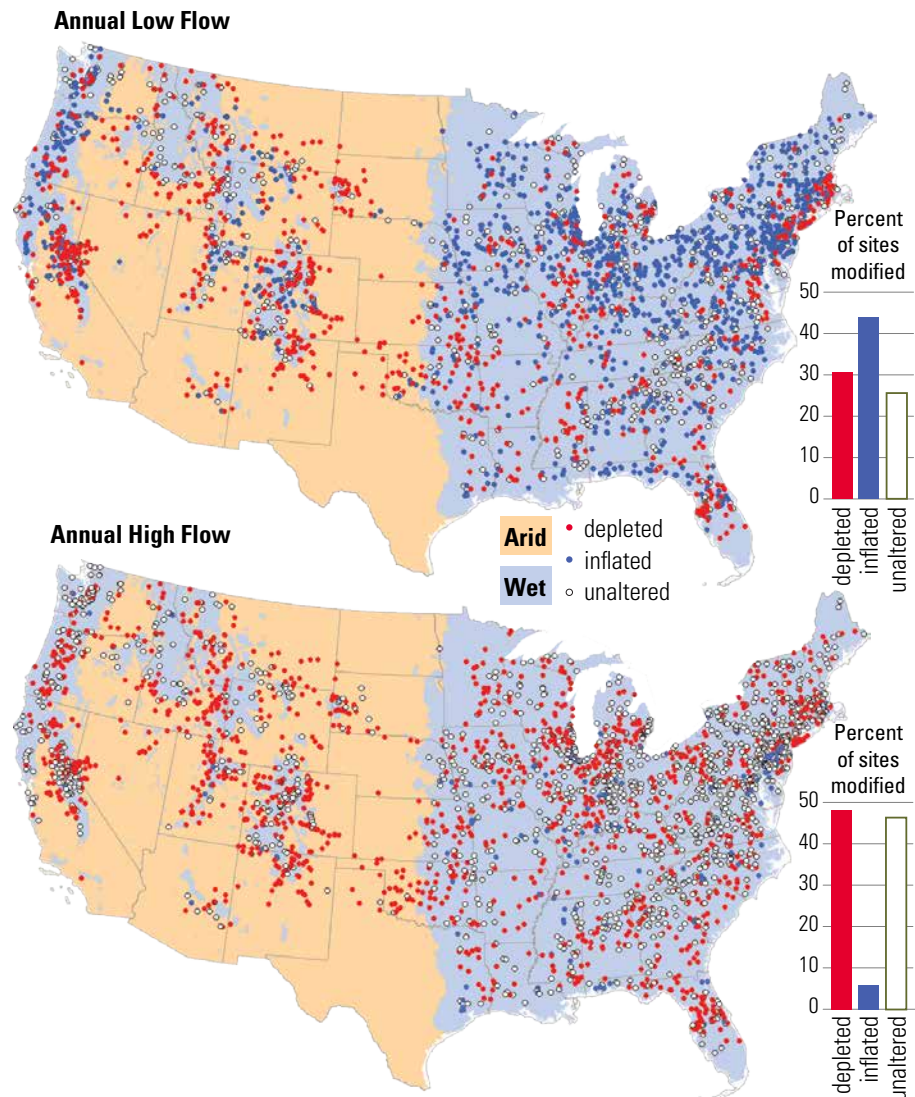 Annual Low Flow
Percent
of sites
modified
50
40
30
20
10
0
depleted
inflated
unaltered
Annual High Flow
Arid
Wet
depleted
inflated
unaltered
Percent
of sites
modified
50
40
30
20
10
0
depleted
inflated
unaltered